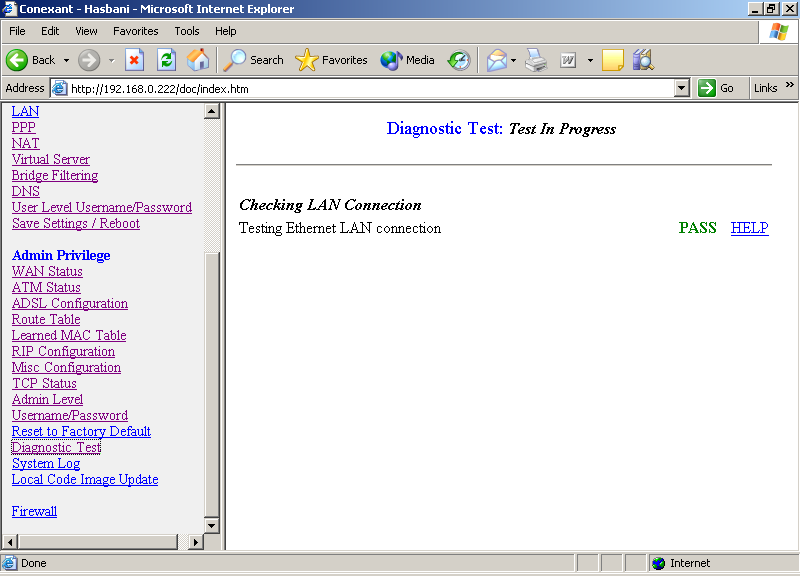 Conexant - Hasbani - Microsoft Internet Explorer
File Edit View Favorites Tools Help
Back Search Favorites Media W
Address http://192.168.0.222/doc/index.htm Go Links »
LAN
PPP
NAT
Virtual Server
Bridge Filtering
DNS
User Level Username/Password
Save Settings / Reboot
Admin Privilege
WAN Status
ATM Status
ADSL Configuration
Route Table
Learned MAC Table
RIP Configuration
Misc Configuration
TCP Status
Admin Level
Username/Password
Reset to Factory Default
Diagnostic Test
System Log
Local Code Image Update
Firewall
Diagnostic Test: Test In Progress
Checking LAN Connection
Testing Ethernet LAN connection PASS HELP
Done Internet